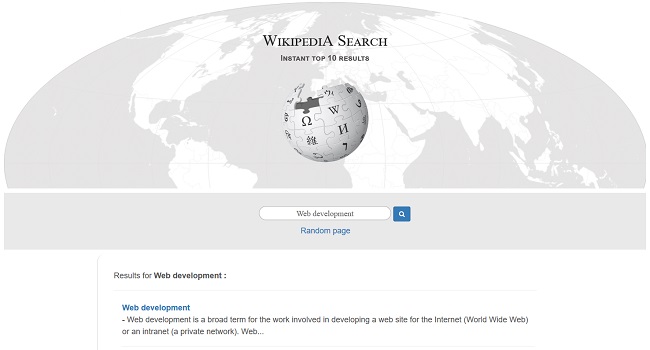 WIKIPEDIA SEARCH
INSTANT TOP 10 RESULTS
Ω W И 維
Web development
Random page
Results for Web development :
Web development
- Web development is a broad term for the work involved in developing a web site for the Internet (World Wide Web)
or an intranet (a private network). Web...